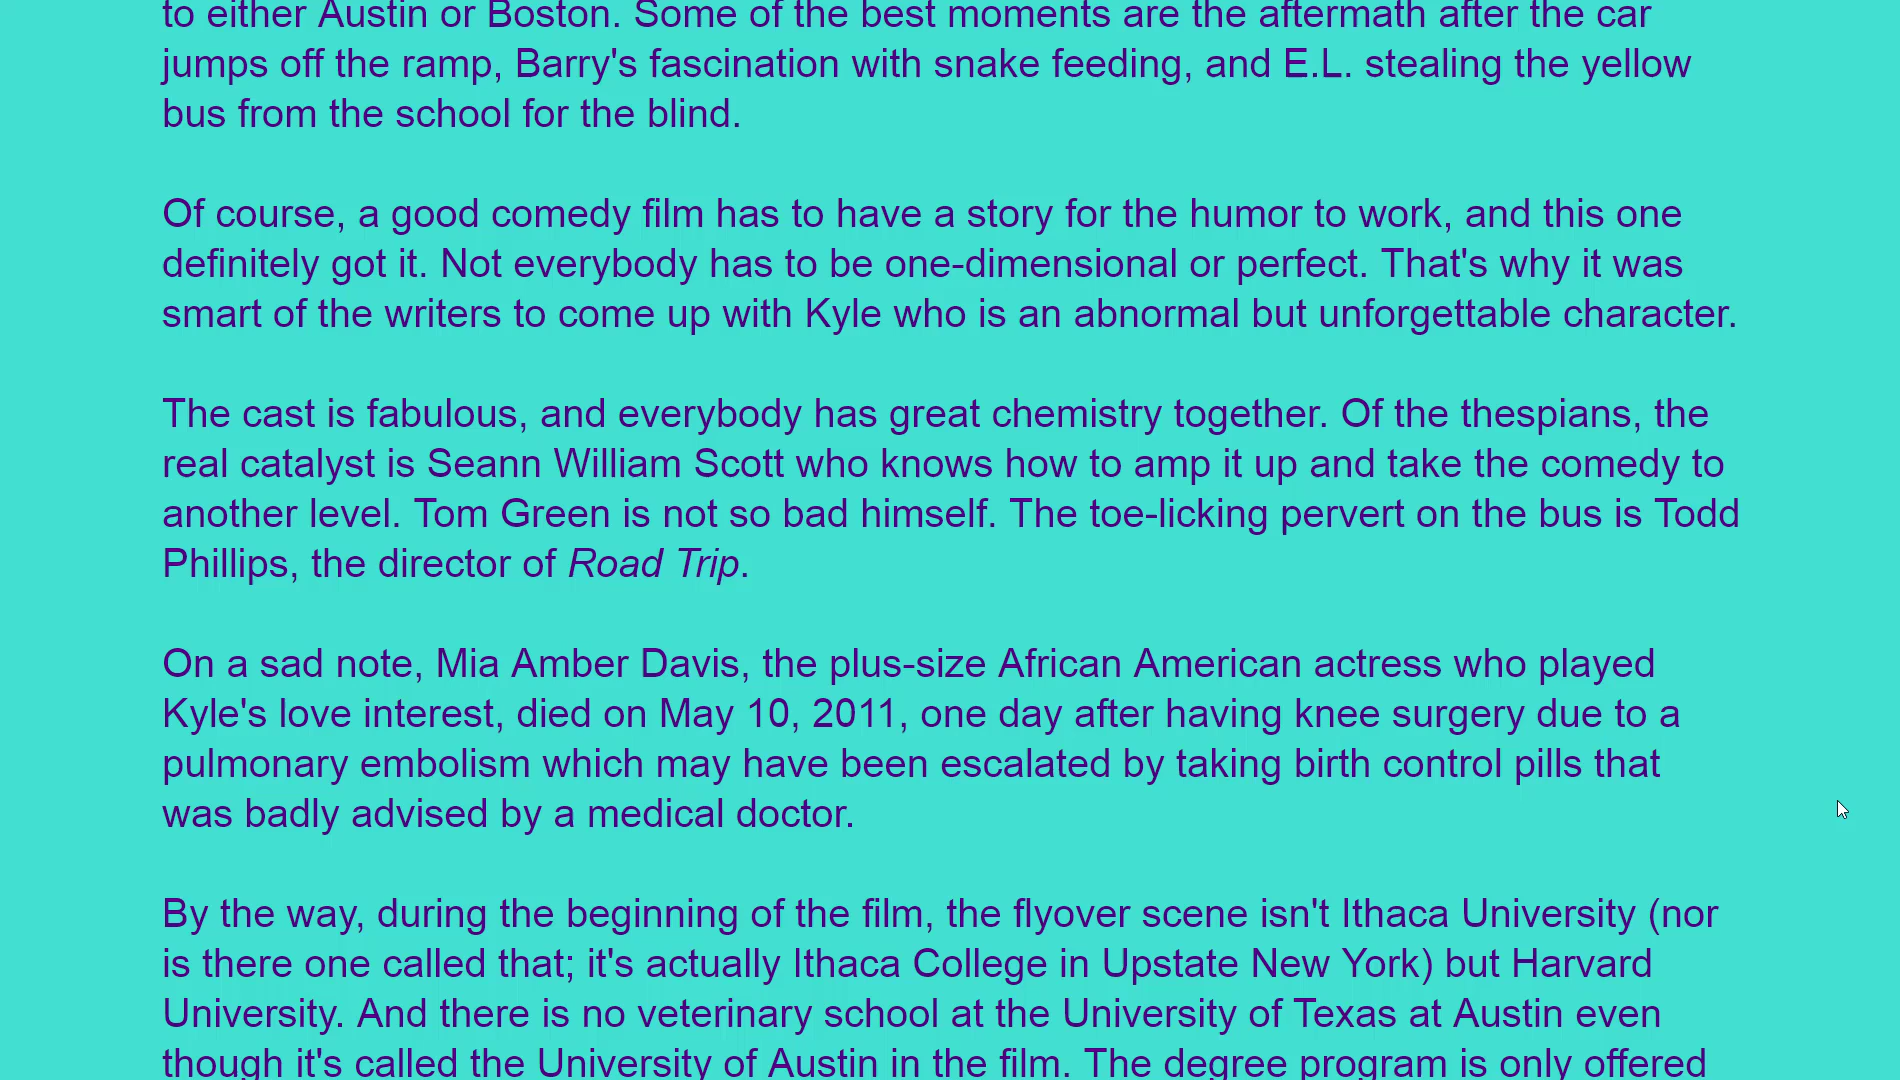 to either Austin or Boston. Some of the best moments are the aftermath after the car
jumps off the ramp, Barry's fascination with snake feeding, and E.L. stealing the yellow
bus from the school for the blind.
Of course, a good comedy film has to have a story for the humor to work, and this one
definitely got it. Not everybody has to be one-dimensional or perfect. That's why it was
smart of the writers to come up with Kyle who is an abnormal but unforgettable character.
The cast is fabulous, and everybody has great chemistry together. Of the thespians, the
real catalyst is Seann William Scott who knows how to amp it up and take the comedy to
another level. Tom Green is not so bad himself. The toe-licking pervert on the bus is Todd
Phillips, the director of Road Trip.
On a sad note, Mia Amber Davis, the plus-size African American actress who played
Kyle's love interest, died on May 10, 2011, one day after having knee surgery due to a
pulmonary embolism which may have been escalated by taking birth control pills that
was badly advised by a medical doctor.
By the way, during the beginning of the film, the flyover scene isn't Ithaca University (nor
is there one called that; it's actually Ithaca College in Upstate New York) but Harvard
University. And there is no veterinary school at the University of Texas at Austin even
though it's called the University of Austin in the film. The degree program is only offered